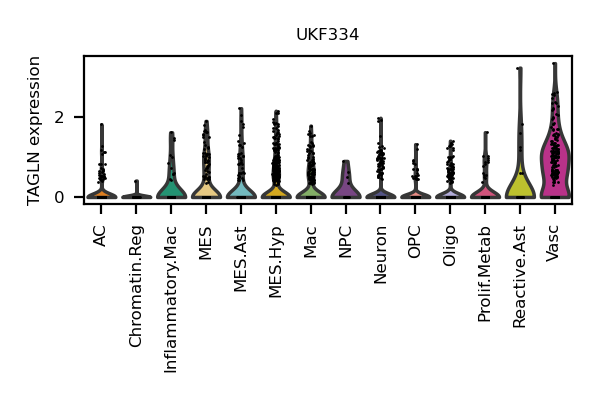 UKF334
TAGLN expression
2
0
AC
Chromatin.Reg
Inflammatory.Mac
MES
MES.Ast
MES.Hyp
Mac
NPC
Neuron
OPC
Oligo
Prolif.Metab
Reactive.Ast
Vasc